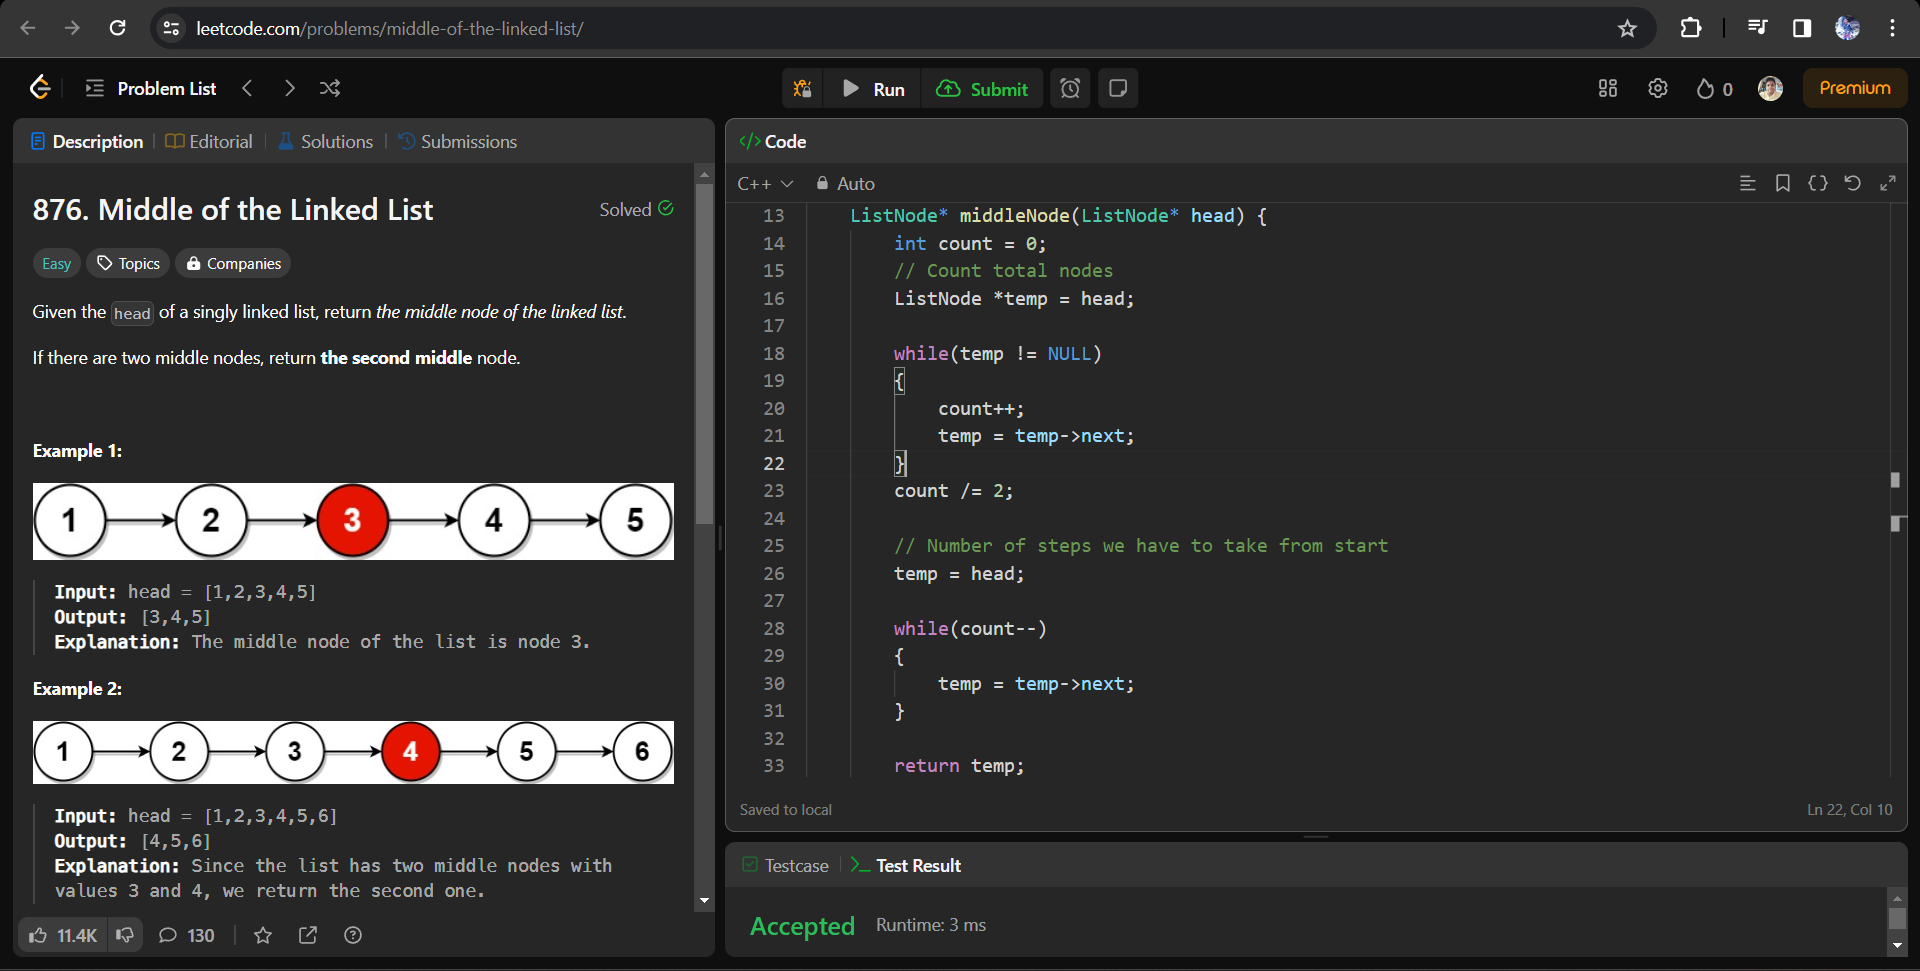 leetcode.com/problems/middle-of-the-linked-list/
Problem List
Run
Submit
0
Premium
Description
Editorial
Solutions
Submissions
876. Middle of the Linked List
Solved
Easy
Topics
Companies
Given the head of a singly linked list, return the middle node of the linked list.
If there are two middle nodes, return the second middle node.
Example 1:
1 2 3 4 5
Input: head = [1,2,3,4,5]
Output: [3,4,5]
Explanation: The middle node of the list is node 3.
Example 2:
1 2 3 4 5 6
Input: head = [1,2,3,4,5,6]
Output: [4,5,6]
Explanation: Since the list has two middle nodes with
values 3 and 4, we return the second one.
11.4K
130
</> Code
C++
Auto
13 ListNode* middleNode(ListNode* head) {
14 int count = 0;
15 // Count total nodes
16 ListNode *temp = head;
17
18 while(temp != NULL)
19 {
20 count++;
21 temp = temp->next;
22 }
23 count /= 2;
24
25 // Number of steps we have to take from start
26 temp = head;
27
28 while(count--)
29 {
30 temp = temp->next;
31 }
32
33 return temp;
Saved to local
Ln 22, Col 10
Testcase
Test Result
Accepted
Runtime: 3 ms